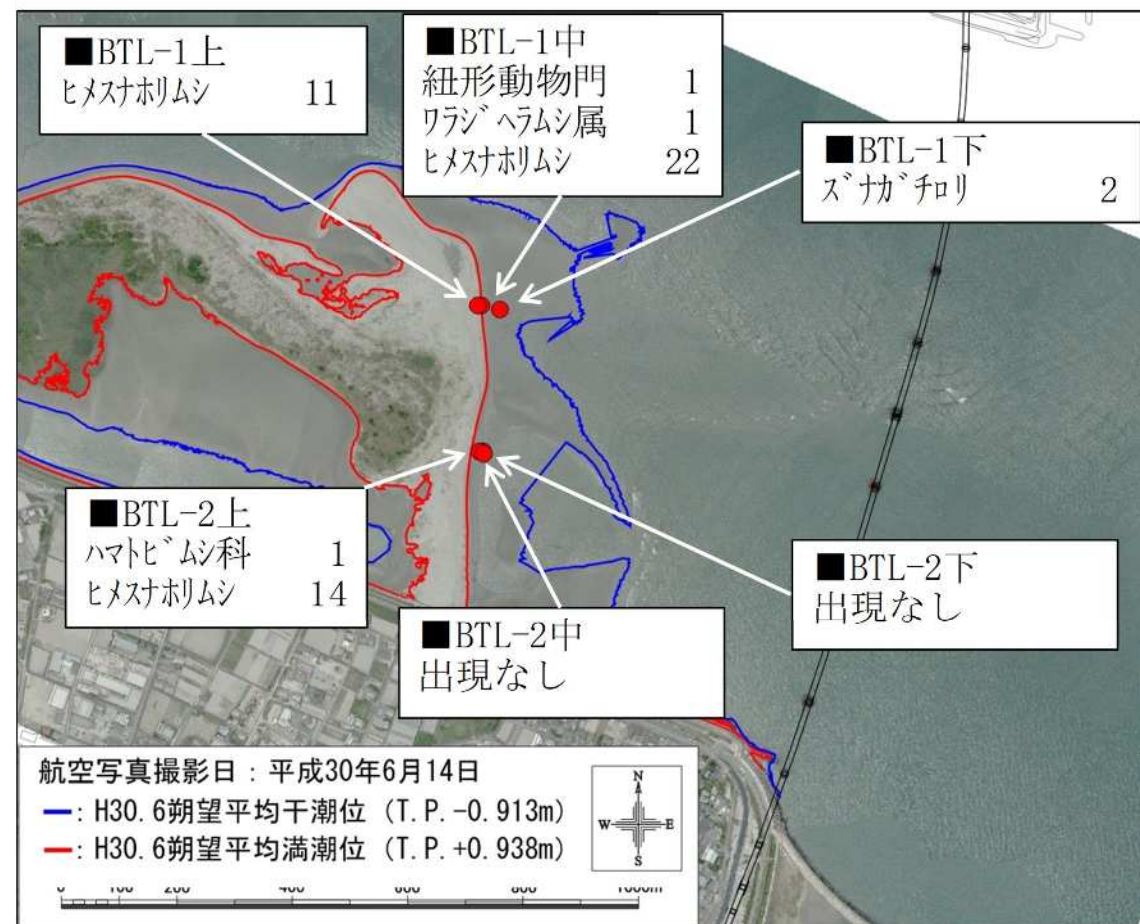 ■BTL-1上
ヒメスナホリムシ 11
■BTL-1中
紐形動物門 1
ワラジヘラムシ属 1
ヒメスナホリムシ 22
■BTL-1下
ズナガチロリ 2
■BTL-2上
ハマトビムシ科 1
ヒメスナホリムシ 14
■BTL-2中
出現なし
■BTL-2下
出現なし
航空写真撮影日：平成30年6月14日
：H30.6朔望平均干潮位（T.P.-0.913m）
：H30.6朔望平均満潮位（T.P.+0.938m）
N
W E
S
0 100 200 400 600 800 1000m